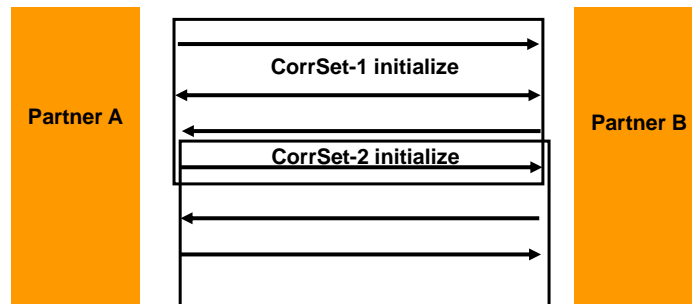 CorrSet-1 initialize
Partner A
Partner B
CorrSet-2 initialize